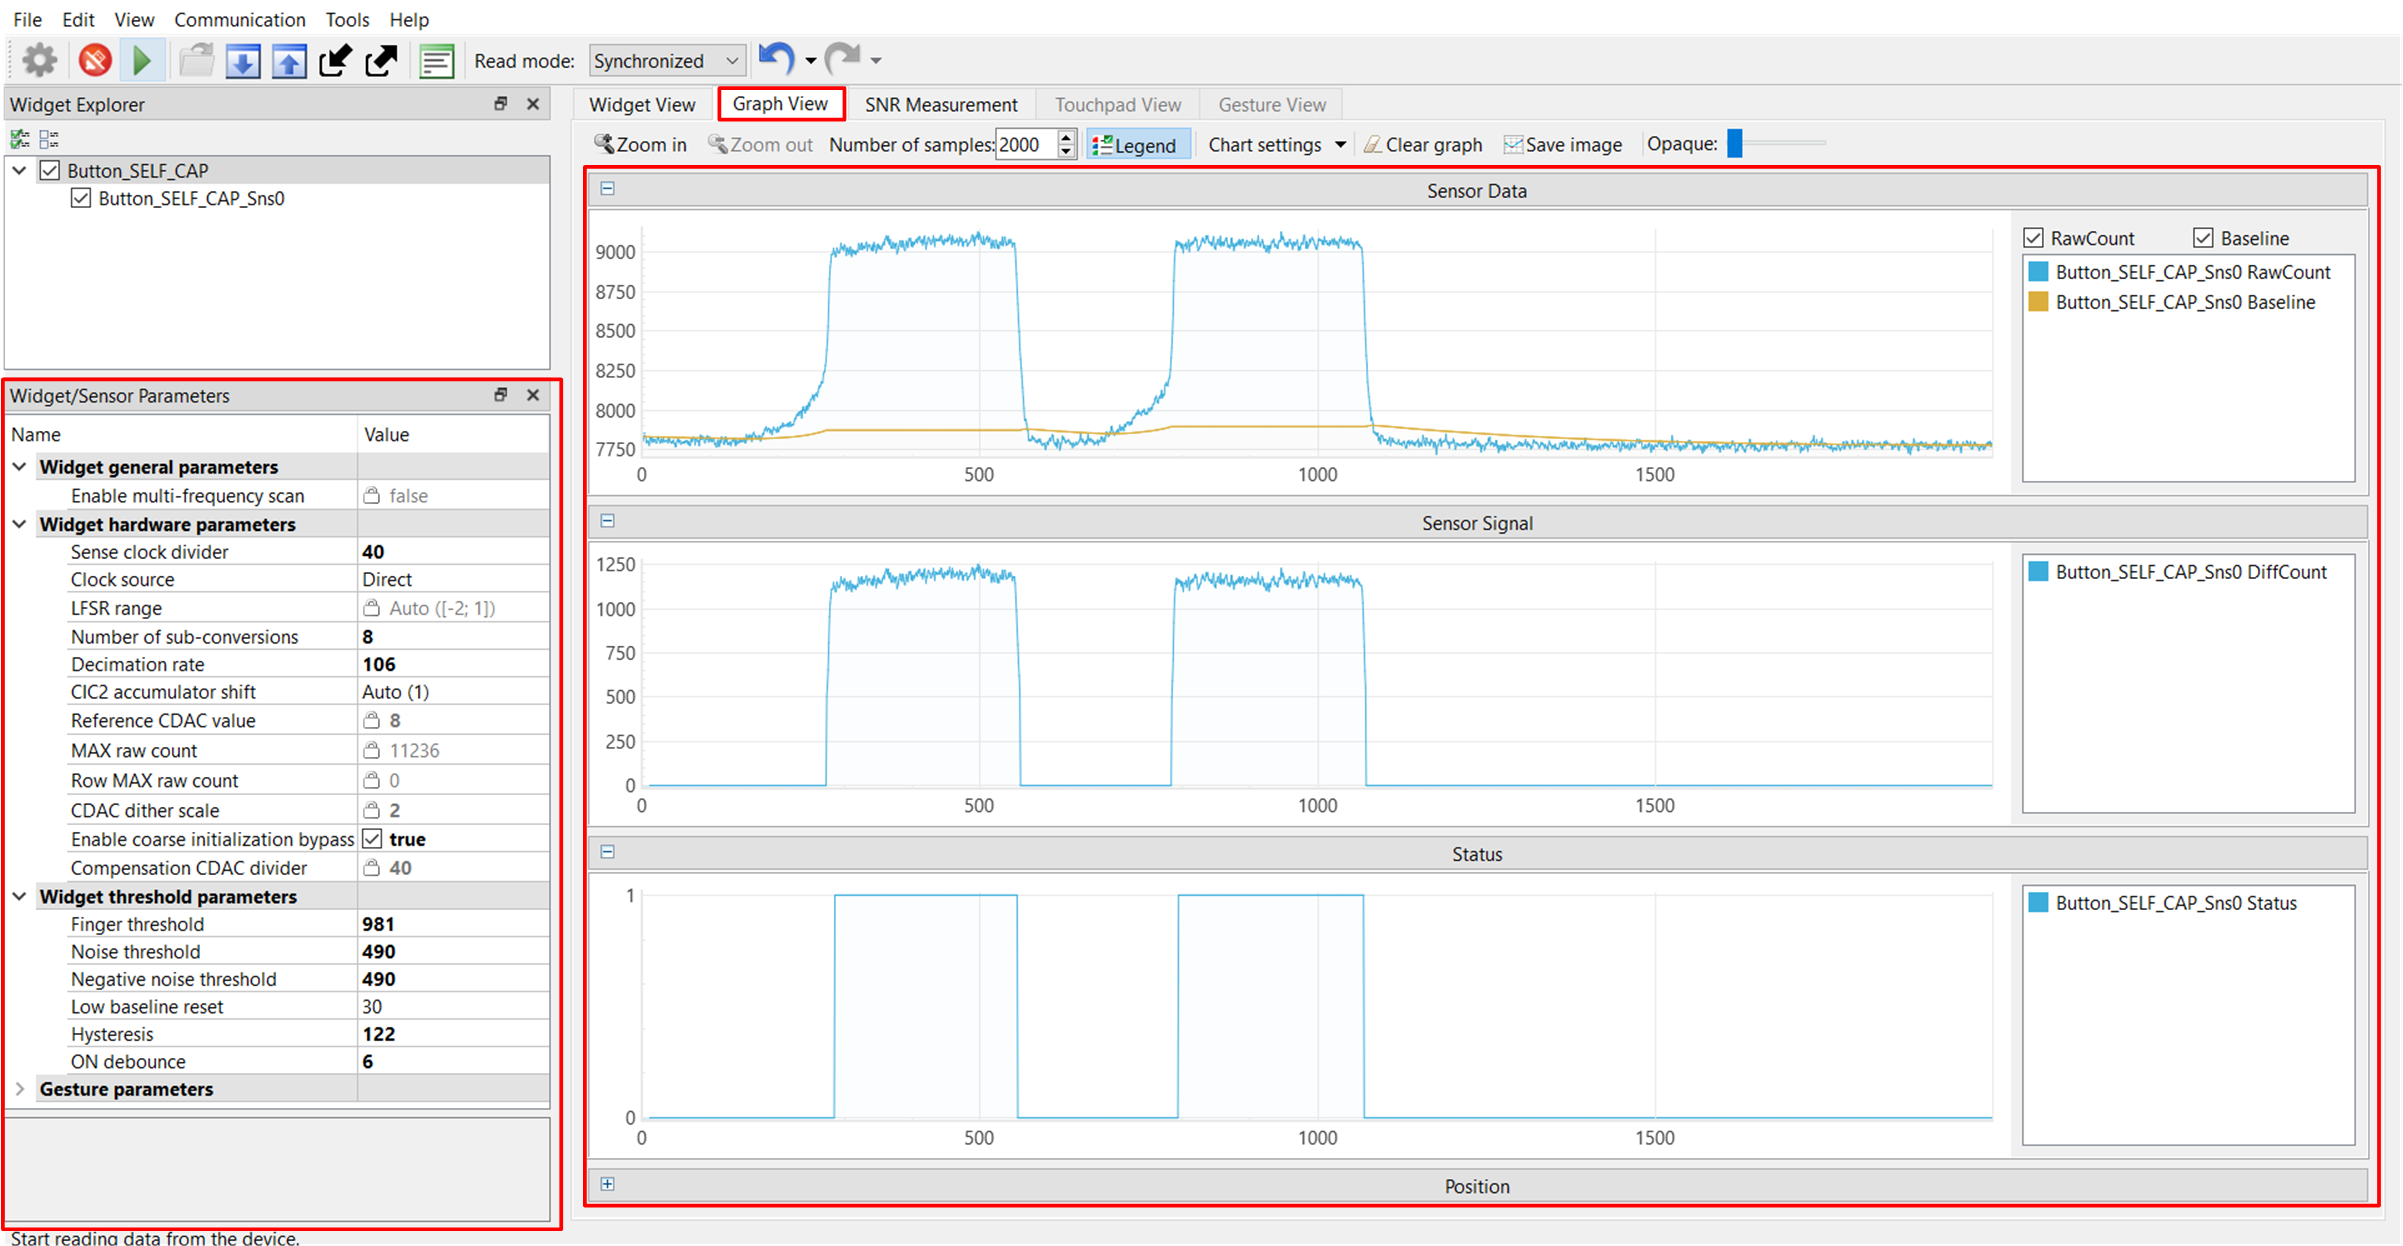 File Edit View Communication Tools Help
Read mode: Synchronized
Widget Explorer
Button_SELF_CAP
Button_SELF_CAP_Sns0
Widget/Sensor Parameters
Name Value
Widget general parameters
Enable multi-frequency scan false
Widget hardware parameters
Sense clock divider 40
Clock source Direct
LFSR range Auto ([-2; 1])
Number of sub-conversions 8
Decimation rate 106
CIC2 accumulator shift Auto (1)
Reference CDAC value 8
MAX raw count 11236
Row MAX raw count 0
CDAC dither scale 2
Enable coarse initialization bypass true
Compensation CDAC divider 40
Widget threshold parameters
Finger threshold 981
Noise threshold 490
Negative noise threshold 490
Low baseline reset 30
Hysteresis 122
ON debounce 6
Gesture parameters
Widget View Graph View SNR Measurement Touchpad View Gesture View
Zoom in Zoom out Number of samples: 2000 Legend Chart settings Clear graph Save image Opaque:
Sensor Data
9000
8750
8500
8250
8000
7750
0 500 1000 1500
RawCount Baseline
Button_SELF_CAP_Sns0 RawCount
Button_SELF_CAP_Sns0 Baseline
Sensor Signal
1250
1000
750
500
250
0
0 500 1000 1500
Button_SELF_CAP_Sns0 DiffCount
Status
1
0
0 500 1000 1500
Button_SELF_CAP_Sns0 Status
Position
Start reading data from the device.